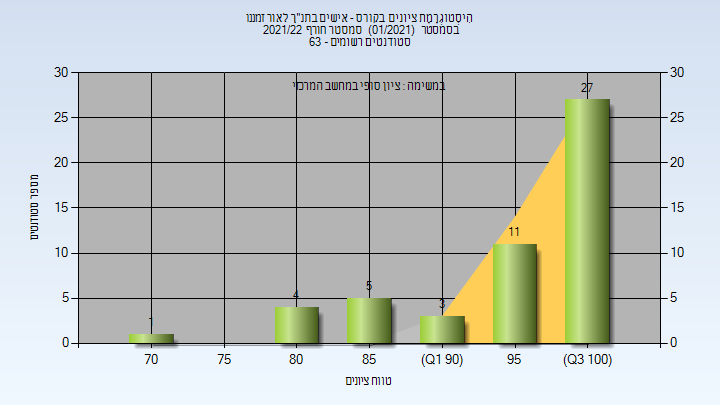 היסטוגרמת ציונים בקורס - אישים בתנ"ך לאור זמננו
בסמסטר (01/2021) סמסטר חורף 2021/22
סטודנטים רשומים - 63
במשימה : ציון סופי במחשב המרכזי
מספר סטודנטים
30 30
25 25
20 20
15 15
10 10
5 5
0 0
1 4 5 3 11 27
70 75 80 85 (Q1 90) 95 (Q3 100)
טווח ציונים